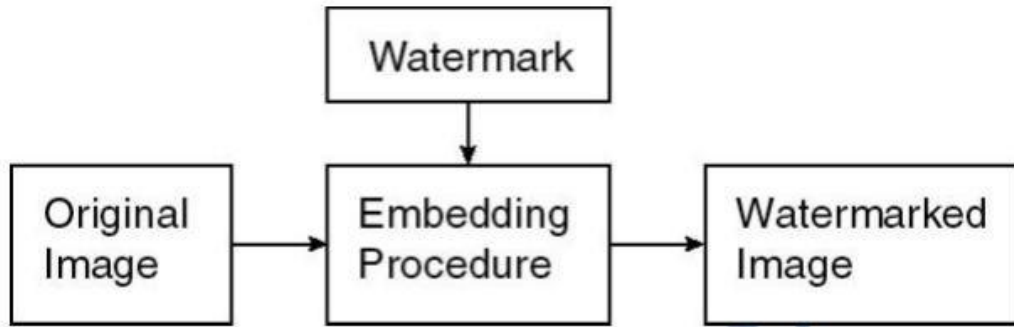 Watermark
Original
Image
Embedding
Procedure
Watermarked
Image